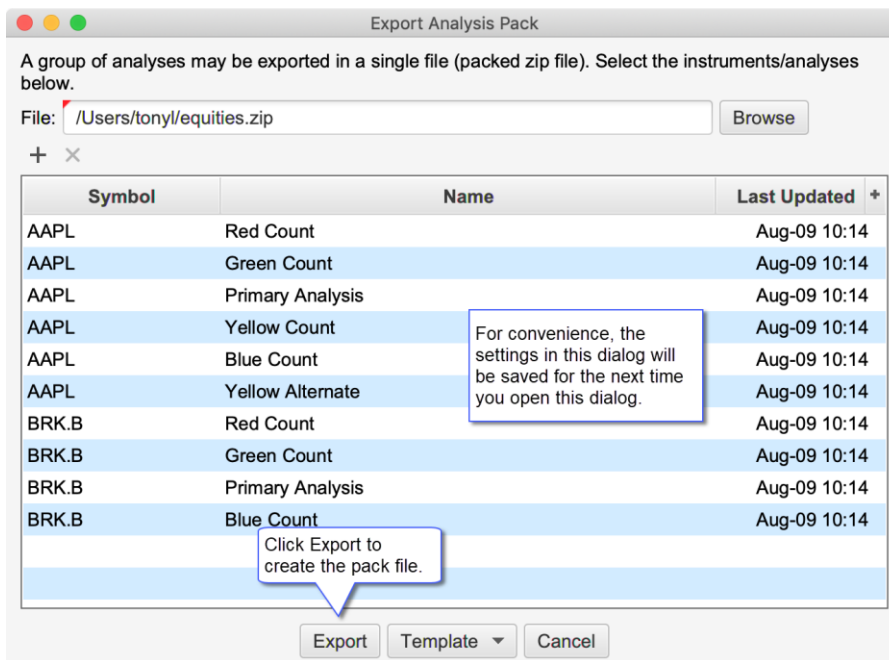 Export Analysis Pack
A group of analyses may be exported in a single file (packed zip file). Select the instruments/analyses
below.
File: /Users/tonyl/equities.zip Browse
+ ×
Symbol Name Last Updated +
AAPL Red Count Aug-09 10:14
AAPL Green Count Aug-09 10:14
AAPL Primary Analysis Aug-09 10:14
AAPL Yellow Count Aug-09 10:14
AAPL Blue Count Aug-09 10:14
AAPL Yellow Alternate Aug-09 10:14
BRK.B Red Count Aug-09 10:14
BRK.B Green Count Aug-09 10:14
BRK.B Primary Analysis Aug-09 10:14
BRK.B Blue Count Aug-09 10:14
For convenience, the
settings in this dialog will
be saved for the next time
you open this dialog.
Click Export to
create the pack file.
Export Template Cancel